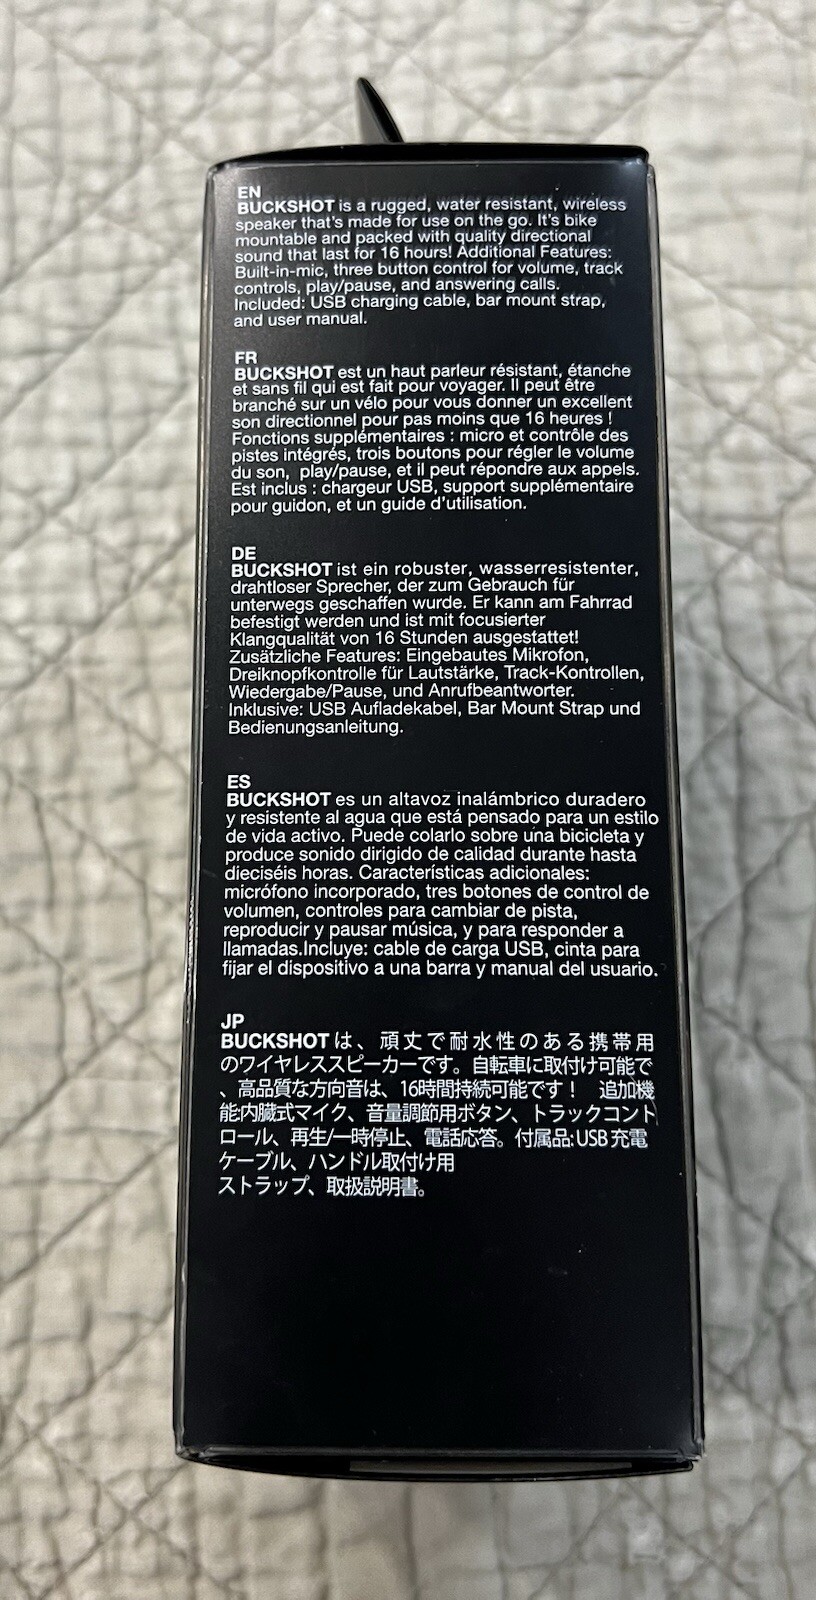 EN
BUCKSHOT is a rugged, water resistant, wireless
speaker that's made for use on the go. It's bike
mountable and packed with quality directional
sound that last for 16 hours! Additional Features:
Built-in-mic, three button control for volume, track
controls, play/pause, and answering calls.
Included: USB charging cable, bar mount strap,
and user manual.
FR
BUCKSHOT est un haut parleur résistant, étanche
et sans fil qui est fait pour voyager. Il peut être
branché sur un vélo pour vous donner un excellent
son directionnel pour pas moins que 16 heures !
Fonctions supplémentaires : micro et contrôle des
pistes intégrés, trois boutons pour régler le volume
du son, play/pause, et il peut répondre aux appels.
Est inclus : chargeur USB, support supplémentaire
pour guidon, et un guide d'utilisation.
DE
BUCKSHOT ist ein robuster, wasserresistenter,
drahtloser Sprecher, der zum Gebrauch für
unterwegs geschaffen wurde. Er kann am Fahrrad
befestigt werden und ist mit focusierter
Klangqualität von 16 Stunden ausgestattet!
Zusätzliche Features: Eingebautes Mikrofon,
Dreiknopfkontrolle für Lautstärke, Track-Kontrollen,
Wiedergabe/Pause, und Anrufbeantworter.
Inklusive: USB Aufladekabel, Bar Mount Strap und
Bedienungsanleitung.
ES
BUCKSHOT es un altavoz inalámbrico duradero
y resistente al agua que está pensado para un estilo
de vida activo. Puede colarlo sobre una bicicleta y
produce sonido dirigido de calidad durante hasta
dieciséis horas. Características adicionales:
micrófono incorporado, tres botones de control de
volumen, controles para cambiar de pista,
reproducir y pausar música, y para responder a
llamadas.Incluye: cable de carga USB, cinta para
fijar el dispositivo a una barra y manual del usuario.
JP
BUCKSHOT は、頑丈で耐水性のある携帯用
のワイヤレススピーカーです。自転車に取付け可能で
、高品質な方向音は、16時間持続可能です！ 追加機
能:内臓式マイク、音量調節用ボタン、トラックコント
ロール、再生/一時停止、電話応答。付属品:USB 充電
ケーブル、ハンドル取付け用
ストラップ、取扱説明書。